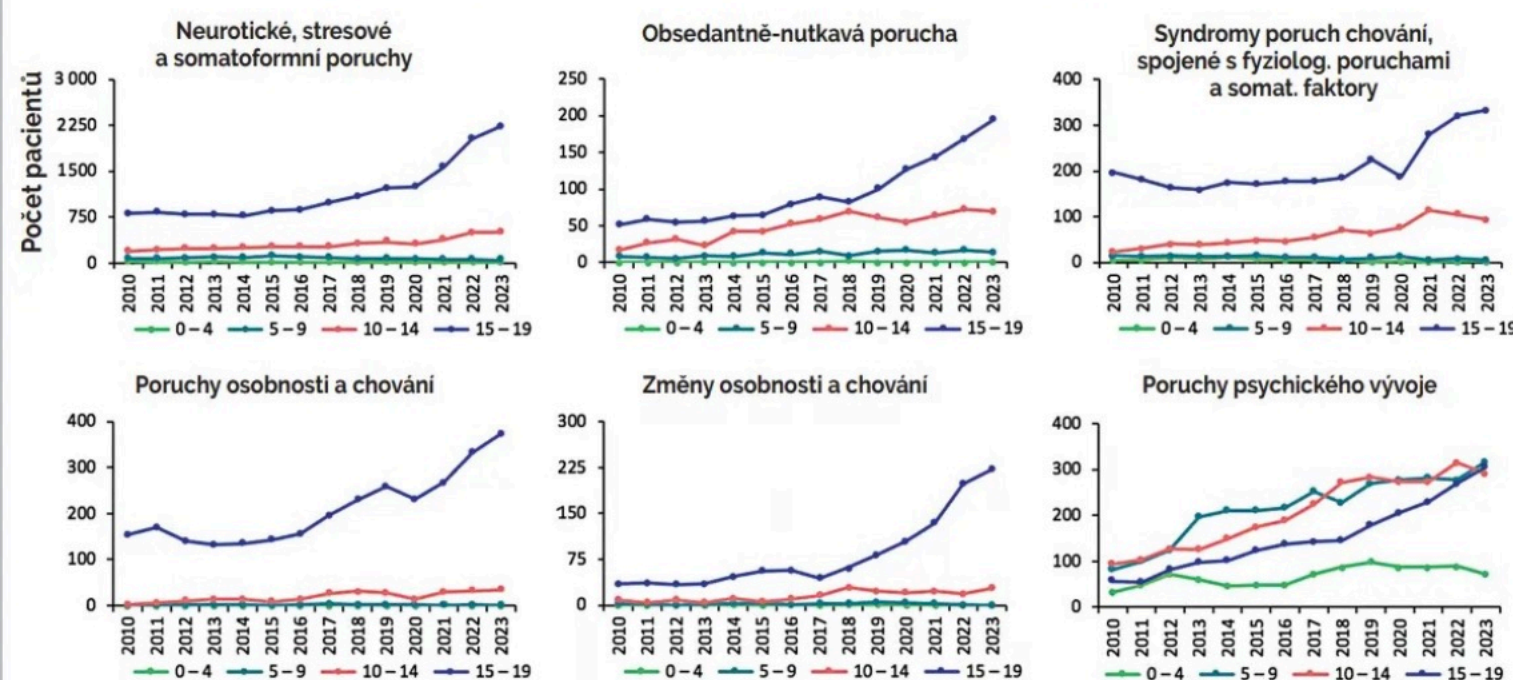 Neurotické, stresové
a somatoformní poruchy
Počet pacientů
3 000
2250
1500
750
0
2010 2011 2012 2013 2014 2015 2016 2017 2018 2019 2020 2021 2022 2023
0 – 4 5 – 9 10 – 14 15 – 19
Obsedantně-nutkavá porucha
250
200
150
100
50
0
2010 2011 2012 2013 2014 2015 2016 2017 2018 2019 2020 2021 2022 2023
0 – 4 5 – 9 10 – 14 15 – 19
Syndromy poruch chování,
spojené s fyziolog. poruchami
a somat. faktory
400
300
200
100
0
2010 2011 2012 2013 2014 2015 2016 2017 2018 2019 2020 2021 2022 2023
0 – 4 5 – 9 10 – 14 15 – 19
Poruchy osobnosti a chování
400
300
200
100
0
2010 2011 2012 2013 2014 2015 2016 2017 2018 2019 2020 2021 2022 2023
0 – 4 5 – 9 10 – 14 15 – 19
Změny osobnosti a chování
300
225
150
75
0
2010 2011 2012 2013 2014 2015 2016 2017 2018 2019 2020 2021 2022 2023
0 – 4 5 – 9 10 – 14 15 – 19
Poruchy psychického vývoje
400
300
200
100
0
2010 2011 2012 2013 2014 2015 2016 2017 2018 2019 2020 2021 2022 2023
0 – 4 5 – 9 10 – 14 15 – 19